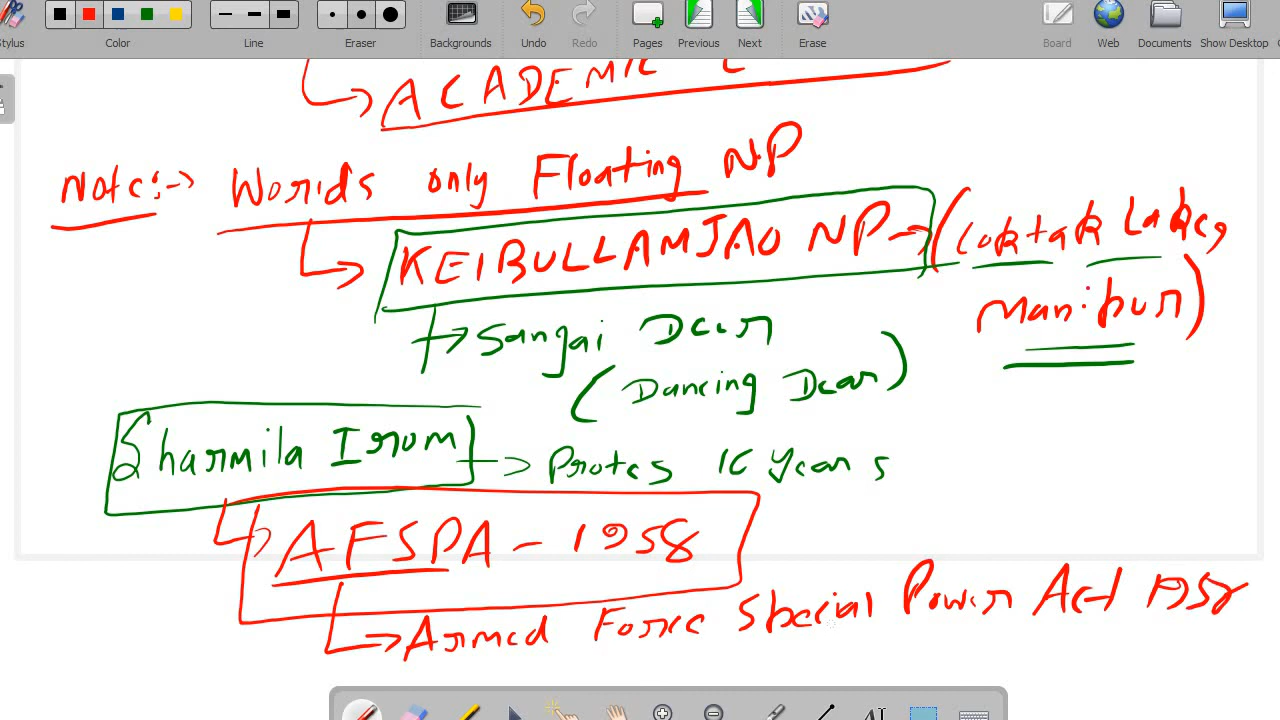 Stylus Color Line Eraser Backgrounds Undo Redo Pages Previous Next Erase Board Web Documents Show Desktop
ACADEMIC
Note:-> Worlds only Floating NP
KEIBULLAMJAO NP -> (Loktak Lake,
Manipur)
Sangai Deer
(Dancing Dear)
Sharmila Irom -> Protes 16 Years
AFSPA - 1958
Armed Force Special Power Act 1958